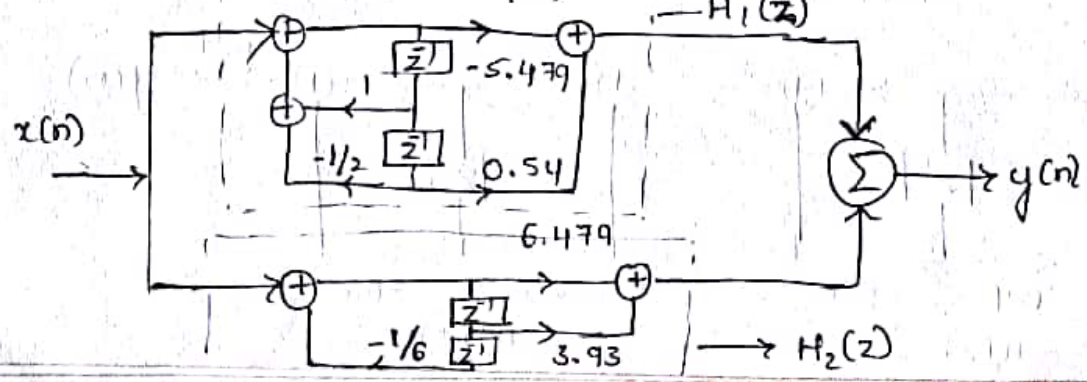 H₁(z)
+ +
z⁻¹ -5.479
1
+
x(n)
z⁻¹
-1/2 0.54
Σ y(n)
6.479
+ +
z⁻¹
-1/6 z⁻¹ 3.93 H₂(z)